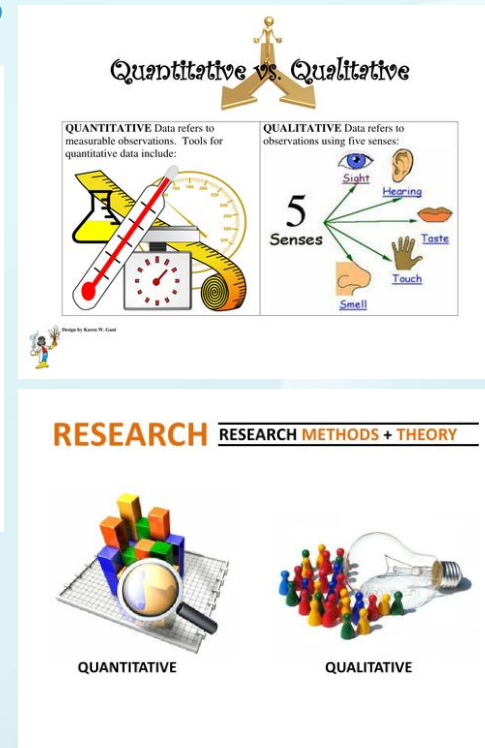 Quantitative vs. Qualitative
QUANTITATIVE Data refers to
measurable observations. Tools for
quantitative data include:
QUALITATIVE Data refers to
observations using five senses:
5
Senses
Sight
Hearing
Taste
Touch
Smell
Design by Karen W. Gant
RESEARCH
RESEARCH METHODS + THEORY
QUANTITATIVE
QUALITATIVE